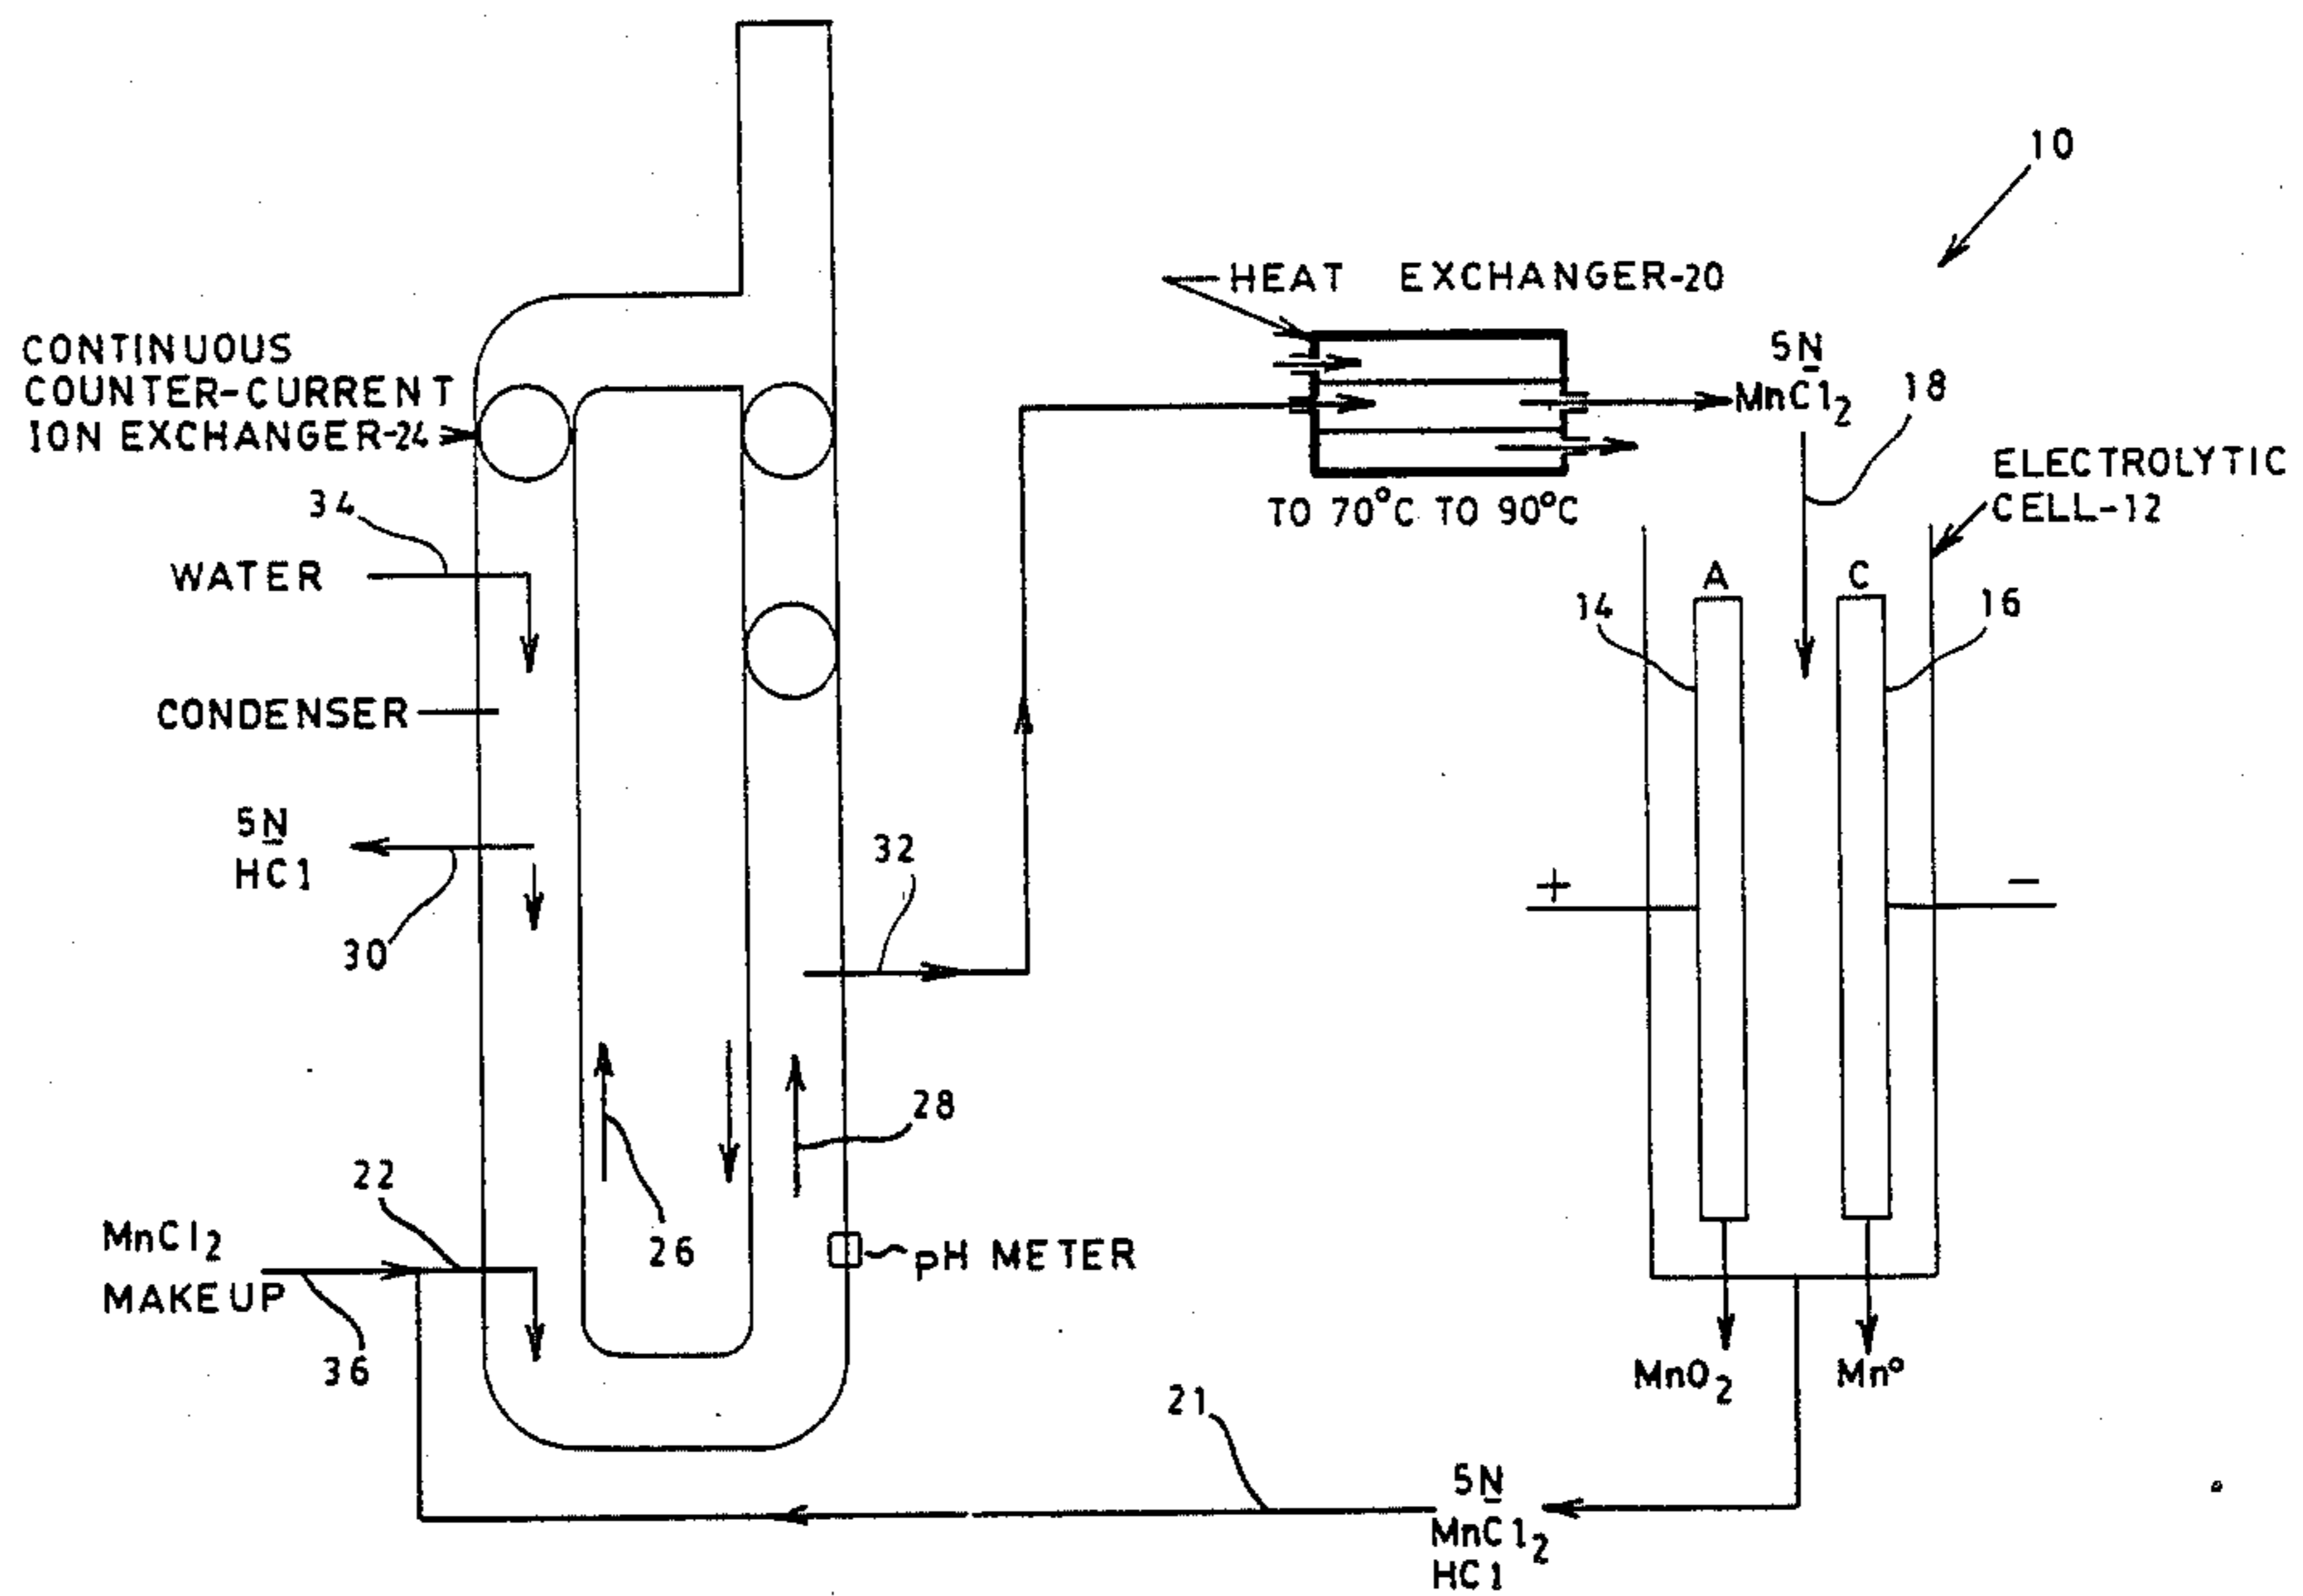 10
HEAT EXCHANGER-20
CONTINUOUS
COUNTER-CURRENT
ION EXCHANGER-24
5N
MnCl2
18
TO 70°C TO 90°C
ELECTROLYTIC
CELL-12
34
WATER
A
C
14
16
CONDENSER
5N
HCl
30
32
+
−
28
22
26
MnCl2
MAKEUP
pH METER
36
MnO2
Mn°
21
5N
MnCl2
HCl